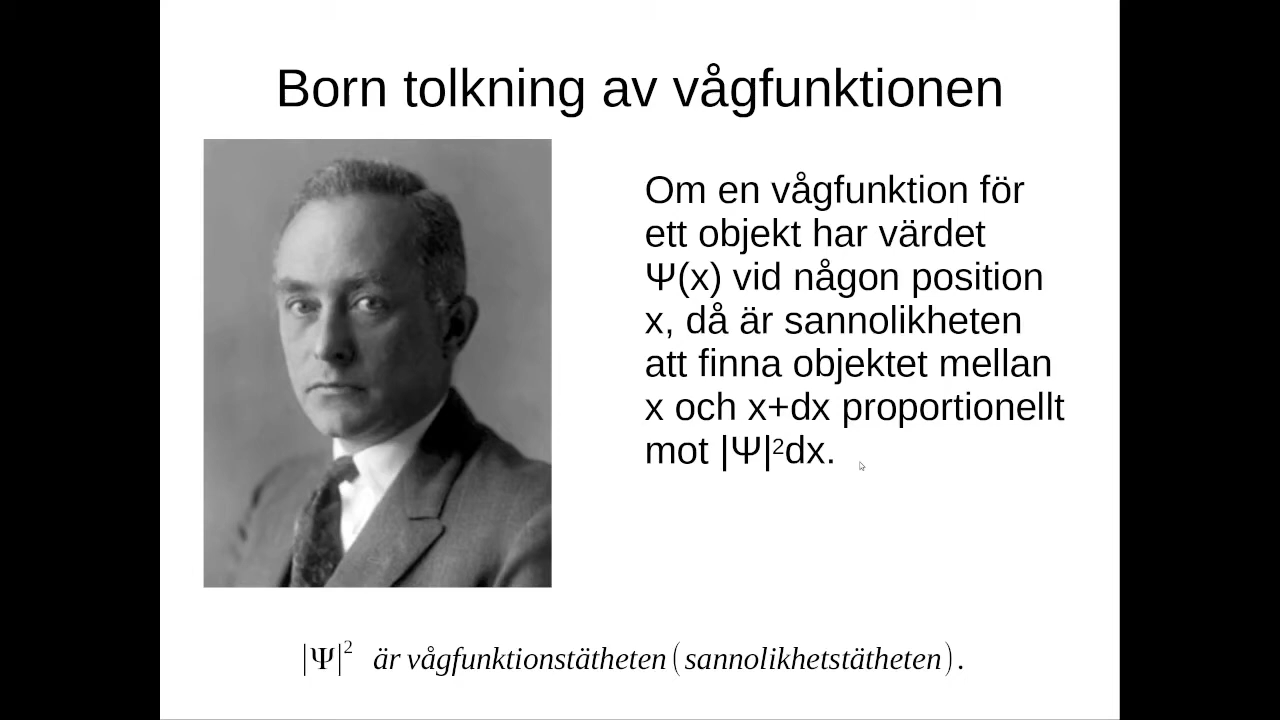 Born tolkning av vågfunktionen
Om en vågfunktion för
ett objekt har värdet
Ψ(x) vid någon position
x, då är sannolikheten
att finna objektet mellan
x och x+dx proportionellt
mot |Ψ|²dx.
|Ψ|² är vågfunktionstätheten (sannolikhetstätheten).